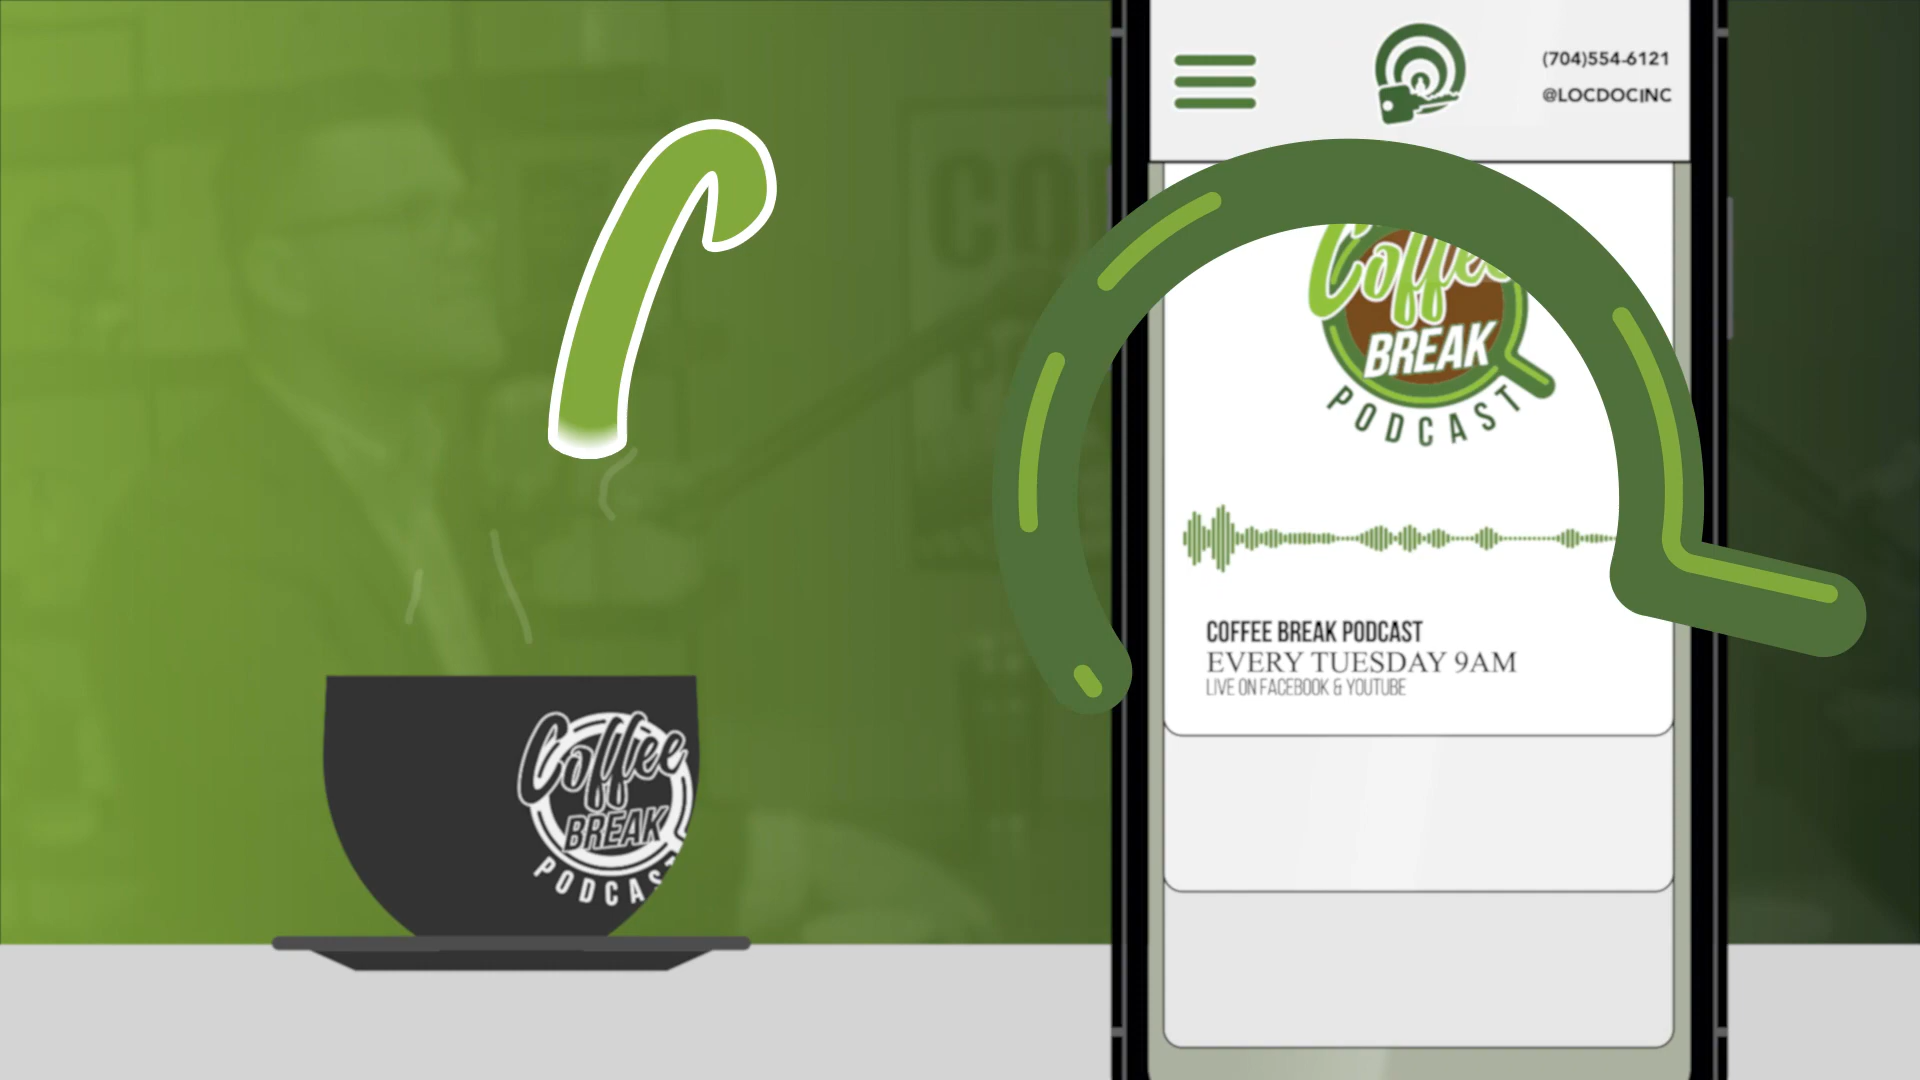 (704)554-6121
@LOCDOCINC
Coffee
BREAK
PODCAST
COFFEE BREAK PODCAST
EVERY TUESDAY 9AM
LIVE ON FACEBOOK & YOUTUBE
Coffee
BREAK
PODCAS